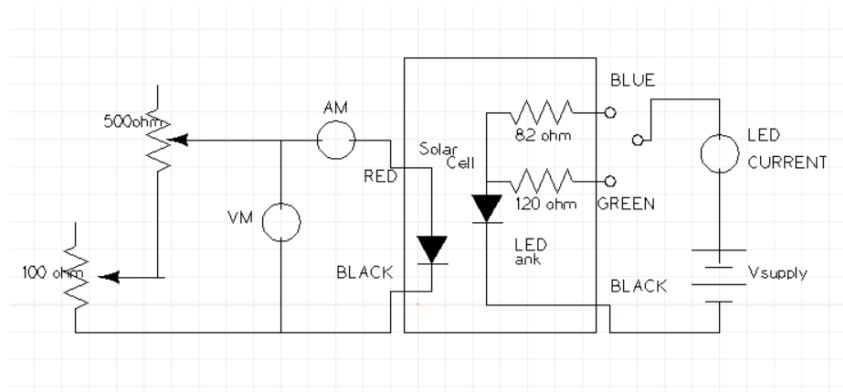 BLUE
AM
500ohm
82 ohm
LED
CURRENT
Solar
Cell
RED
120 ohm
GREEN
VM
LED
ank
100 ohm
BLACK
BLACK
Vsupply